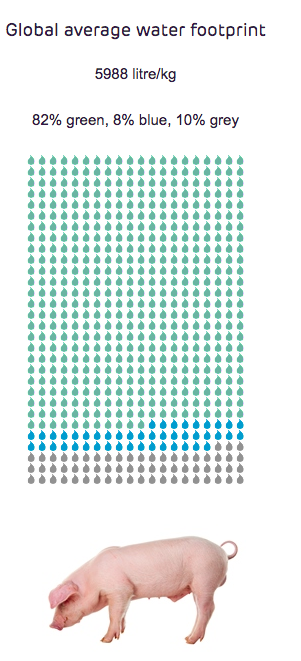 Global average water footprint
5988 litre/kg
82% green, 8% blue, 10% grey